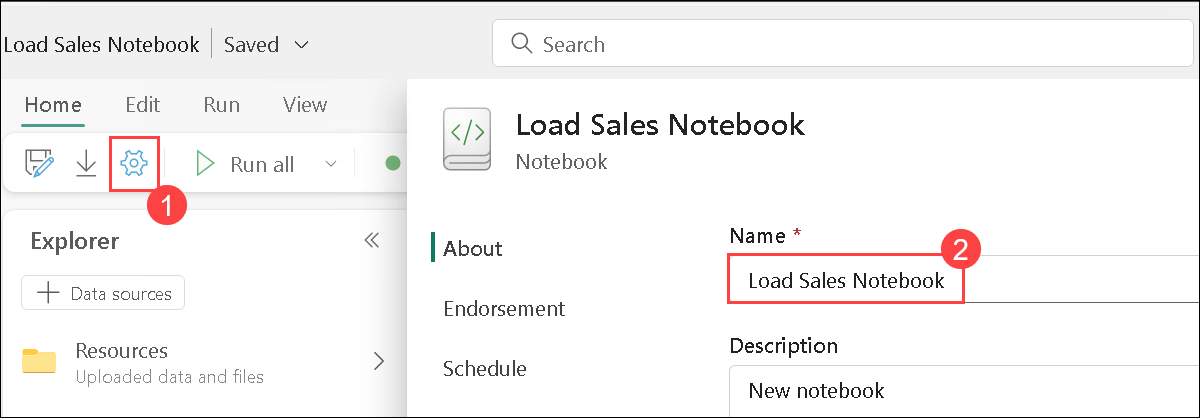 Load Sales Notebook Saved
Search
Home Edit Run View
Run all
1
Explorer
Data sources
Resources
Uploaded data and files
</>
Load Sales Notebook
Notebook
About
Endorsement
Schedule
Name *
2
Load Sales Notebook
Description
New notebook